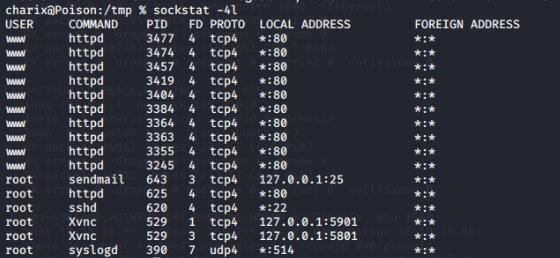 charix@Poison:/tmp % sockstat -4l
USER COMMAND PID FD PROTO LOCAL ADDRESS FOREIGN ADDRESS
www httpd 3477 4 tcp4 *:80 *:*
www httpd 3474 4 tcp4 *:80 *:*
www httpd 3457 4 tcp4 *:80 *:*
www httpd 3419 4 tcp4 *:80 *:*
www httpd 3404 4 tcp4 *:80 *:*
www httpd 3384 4 tcp4 *:80 *:*
www httpd 3364 4 tcp4 *:80 *:*
www httpd 3363 4 tcp4 *:80 *:*
www httpd 3355 4 tcp4 *:80 *:*
www httpd 3245 4 tcp4 *:80 *:*
root sendmail 643 3 tcp4 127.0.0.1:25 *:*
root httpd 625 4 tcp4 *:80 *:*
root sshd 620 4 tcp4 *:22 *:*
root Xvnc 529 1 tcp4 127.0.0.1:5901 *:*
root Xvnc 529 3 tcp4 127.0.0.1:5801 *:*
root syslogd 390 7 udp4 *:514 *:*